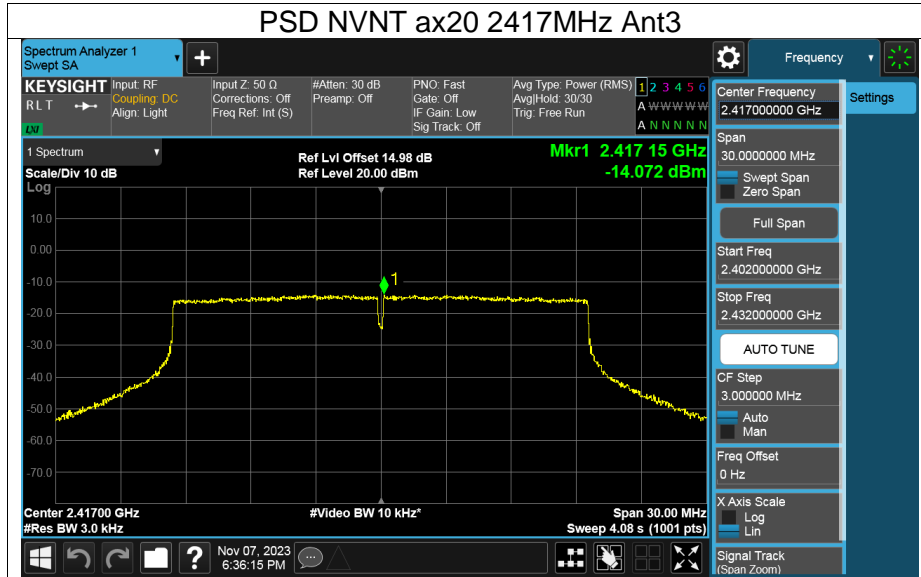 PSD NVNT ax20 2417MHz Ant3
Spectrum Analyzer 1
Swept SA
+
Frequency
KEYSIGHT
RLT
LXI
Input: RF
Coupling: DC
Align: Light
Input Z: 50 Ω
Corrections: Off
Freq Ref: Int (S)
#Atten: 30 dB
Preamp: Off
PNO: Fast
Gate: Off
IF Gain: Low
Sig Track: Off
Avg Type: Power (RMS)
Avg|Hold: 30/30
Trig: Free Run
1 2 3 4 5 6
A W W W W W
A N N N N N
Center Frequency
2.417000000 GHz
Settings
1 Spectrum
Scale/Div 10 dB
Ref Lvl Offset 14.98 dB
Ref Level 20.00 dBm
Mkr1 2.417 15 GHz
-14.072 dBm
Span
30.0000000 MHz
Swept Span
Zero Span
Full Span
Start Freq
2.402000000 GHz
Stop Freq
2.432000000 GHz
AUTO TUNE
CF Step
3.000000 MHz
Auto
Man
Freq Offset
0 Hz
X Axis Scale
Log
Lin
Signal Track
(Span Zoom)
Log
10.0
0.00
-10.0
-20.0
-30.0
-40.0
-50.0
-60.0
-70.0
1
Center 2.41700 GHz
#Res BW 3.0 kHz
#Video BW 10 kHz*
Span 30.00 MHz
Sweep 4.08 s (1001 pts)
?
Nov 07, 2023
6:36:15 PM